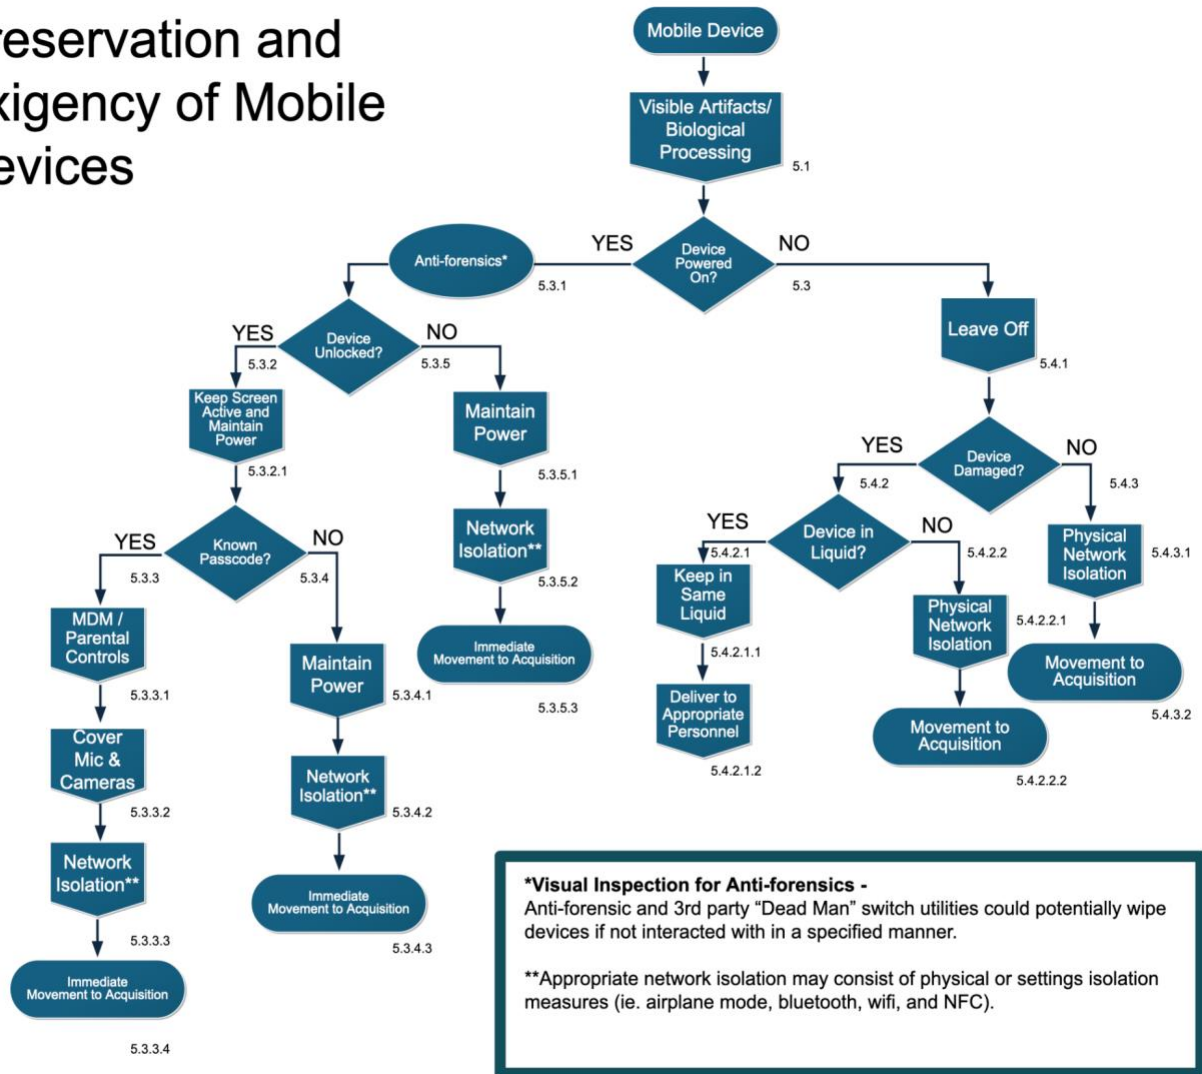 reservation and
xigency of Mobile
evices
Mobile Device
Visible Artifacts/
Biological
Processing
5.1
Device
Powered
On?
YES
NO
5.3.1
5.3
Anti-forensics*
Device
Unlocked?
YES
NO
5.3.2
5.3.5
Keep Screen
Active and
Maintain
Power
5.3.2.1
Known
Passcode?
YES
NO
5.3.3
5.3.4
MDM /
Parental
Controls
5.3.3.1
Cover
Mic &
Cameras
5.3.3.2
Network
Isolation**
5.3.3.3
Immediate
Movement to Acquisition
5.3.3.4
Maintain
Power
5.3.4.1
Network
Isolation**
5.3.4.2
Immediate
Movement to Acquisition
5.3.4.3
Maintain
Power
5.3.5.1
Network
Isolation**
5.3.5.2
Immediate
Movement to Acquisition
5.3.5.3
Leave Off
5.4.1
Device
Damaged?
YES
NO
5.4.2
5.4.3
Device in
Liquid?
YES
NO
5.4.2.1
5.4.2.2
Keep in
Same
Liquid
5.4.2.1.1
Deliver to
Appropriate
Personnel
5.4.2.1.2
Physical
Network
Isolation
5.4.2.2.1
Movement to
Acquisition
5.4.2.2.2
Physical
Network
Isolation
5.4.3.1
Movement to
Acquisition
5.4.3.2
*Visual Inspection for Anti-forensics -
Anti-forensic and 3rd party “Dead Man” switch utilities could potentially wipe
devices if not interacted with in a specified manner.
**Appropriate network isolation may consist of physical or settings isolation
measures (ie. airplane mode, bluetooth, wifi, and NFC).